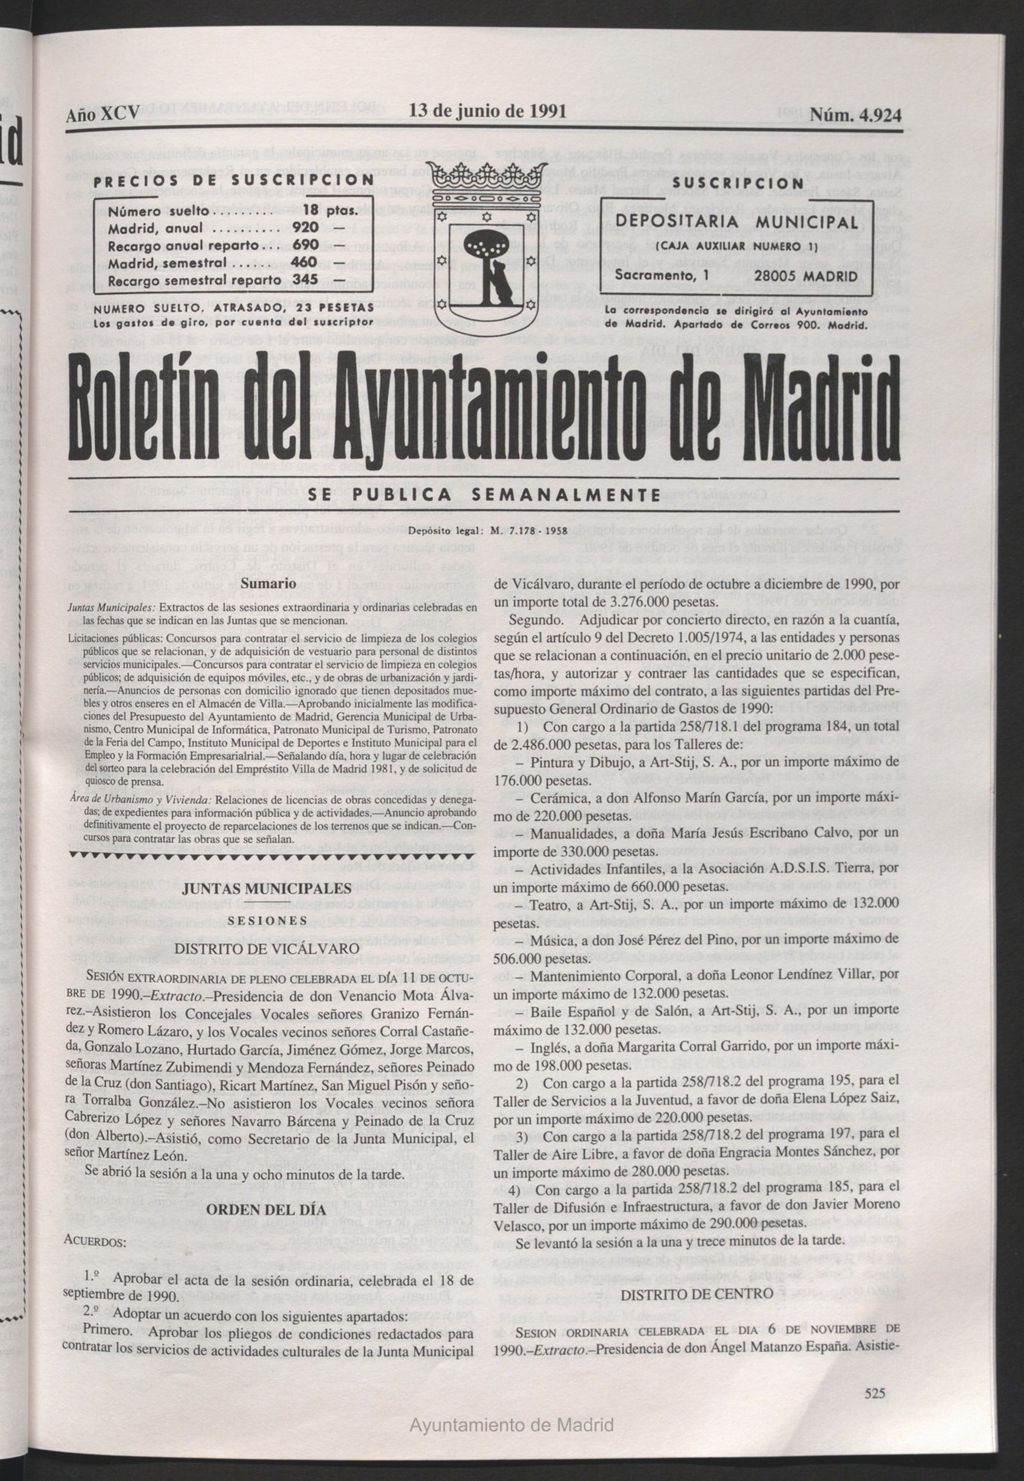 Año XCV
13 de junio de 1991
Núm. 4.924
PRECIOS DE SUSCRIPCION
Número suelto......... 18 ptas.
Madrid, anual .......... 920 —
Recargo anual reparto... 690 —
Madrid, semestral ...... 460 —
Recargo semestral reparto 345 —
NUMERO SUELTO, ATRASADO, 23 PESETAS
Los gastos de giro, por cuenta del suscriptor
SUSCRIPCION
DEPOSITARIA MUNICIPAL
(CAJA AUXILIAR NUMERO 1)
Sacramento, 1 28005 MADRID
La correspondencia se dirigirá al Ayuntamiento
de Madrid. Apartado de Correos 900. Madrid.
Boletín del Ayuntamiento de Madrid
SE PUBLICA SEMANALMENTE
Depósito legal: M. 7.178 - 1958
Sumario
Juntas Municipales: Extractos de las sesiones extraordinaria y ordinarias celebradas en
las fechas que se indican en las Juntas que se mencionan.
Licitaciones públicas: Concursos para contratar el servicio de limpieza de los colegios
públicos que se relacionan, y de adquisición de vestuario para personal de distintos
servicios municipales.—Concursos para contratar el servicio de limpieza en colegios
públicos; de adquisición de equipos móviles, etc., y de obras de urbanización y jardi-
nería.—Anuncios de personas con domicilio ignorado que tienen depositados mue-
bles y otros enseres en el Almacén de Villa.—Aprobando inicialmente las modifica-
ciones del Presupuesto del Ayuntamiento de Madrid, Gerencia Municipal de Urba-
nismo, Centro Municipal de Informática, Patronato Municipal de Turismo, Patronato
de la Feria del Campo, Instituto Municipal de Deportes e Instituto Municipal para el
Empleo y la Formación Empresarialrial.—Señalando día, hora y lugar de celebración
del sorteo para la celebración del Empréstito Villa de Madrid 1981, y de solicitud de
quiosco de prensa.
Área de Urbanismo y Vivienda: Relaciones de licencias de obras concedidas y denega-
das; de expedientes para información pública y de actividades.—Anuncio aprobando
definitivamente el proyecto de reparcelaciones de los terrenos que se indican.—Con-
cursos para contratar las obras que se señalan.
JUNTAS MUNICIPALES
SESIONES
DISTRITO DE VICÁLVARO
SESIÓN EXTRAORDINARIA DE PLENO CELEBRADA EL DÍA 11 DE OCTU-
BRE DE 1990.–Extracto.–Presidencia de don Venancio Mota Álva-
rez.–Asistieron los Concejales Vocales señores Granizo Fernán-
dez y Romero Lázaro, y los Vocales vecinos señores Corral Castañe-
da, Gonzalo Lozano, Hurtado García, Jiménez Gómez, Jorge Marcos,
señoras Martínez Zubimendi y Mendoza Fernández, señores Peinado
de la Cruz (don Santiago), Ricart Martínez, San Miguel Pisón y seño-
ra Torralba González.–No asistieron los Vocales vecinos señora
Cabrerizo López y señores Navarro Bárcena y Peinado de la Cruz
(don Alberto).–Asistió, como Secretario de la Junta Municipal, el
señor Martínez León.
Se abrió la sesión a la una y ocho minutos de la tarde.
ORDEN DEL DÍA
ACUERDOS:
1.º Aprobar el acta de la sesión ordinaria, celebrada el 18 de
septiembre de 1990.
2.º Adoptar un acuerdo con los siguientes apartados:
Primero. Aprobar los pliegos de condiciones redactados para
contratar los servicios de actividades culturales de la Junta Municipal
de Vicálvaro, durante el período de octubre a diciembre de 1990, por
un importe total de 3.276.000 pesetas.
Segundo. Adjudicar por concierto directo, en razón a la cuantía,
según el artículo 9 del Decreto 1.005/1974, a las entidades y personas
que se relacionan a continuación, en el precio unitario de 2.000 pese-
tas/hora, y autorizar y contraer las cantidades que se especifican,
como importe máximo del contrato, a las siguientes partidas del Pre-
supuesto General Ordinario de Gastos de 1990:
1) Con cargo a la partida 258/718.1 del programa 184, un total
de 2.486.000 pesetas, para los Talleres de:
– Pintura y Dibujo, a Art-Stij, S. A., por un importe máximo de
176.000 pesetas.
– Cerámica, a don Alfonso Marín García, por un importe máxi-
mo de 220.000 pesetas.
– Manualidades, a doña María Jesús Escribano Calvo, por un
importe de 330.000 pesetas.
– Actividades Infantiles, a la Asociación A.D.S.I.S. Tierra, por
un importe máximo de 660.000 pesetas.
– Teatro, a Art-Stij, S. A., por un importe máximo de 132.000
pesetas.
– Música, a don José Pérez del Pino, por un importe máximo de
506.000 pesetas.
– Mantenimiento Corporal, a doña Leonor Lendínez Villar, por
un importe máximo de 132.000 pesetas.
– Baile Español y de Salón, a Art-Stij, S. A., por un importe
máximo de 132.000 pesetas.
– Inglés, a doña Margarita Corral Garrido, por un importe máxi-
mo de 198.000 pesetas.
2) Con cargo a la partida 258/718.2 del programa 195, para el
Taller de Servicios a la Juventud, a favor de doña Elena López Saiz,
por un importe máximo de 220.000 pesetas.
3) Con cargo a la partida 258/718.2 del programa 197, para el
Taller de Aire Libre, a favor de doña Engracia Montes Sánchez, por
un importe máximo de 280.000 pesetas.
4) Con cargo a la partida 258/718.2 del programa 185, para el
Taller de Difusión e Infraestructura, a favor de don Javier Moreno
Velasco, por un importe máximo de 290.000 pesetas.
Se levantó la sesión a la una y trece minutos de la tarde.
DISTRITO DE CENTRO
SESION ORDINARIA CELEBRADA EL DIA 6 DE NOVIEMBRE DE
1990.–Extracto.–Presidencia de don Ángel Matanzo España. Asistie-
525
Ayuntamiento de Madrid